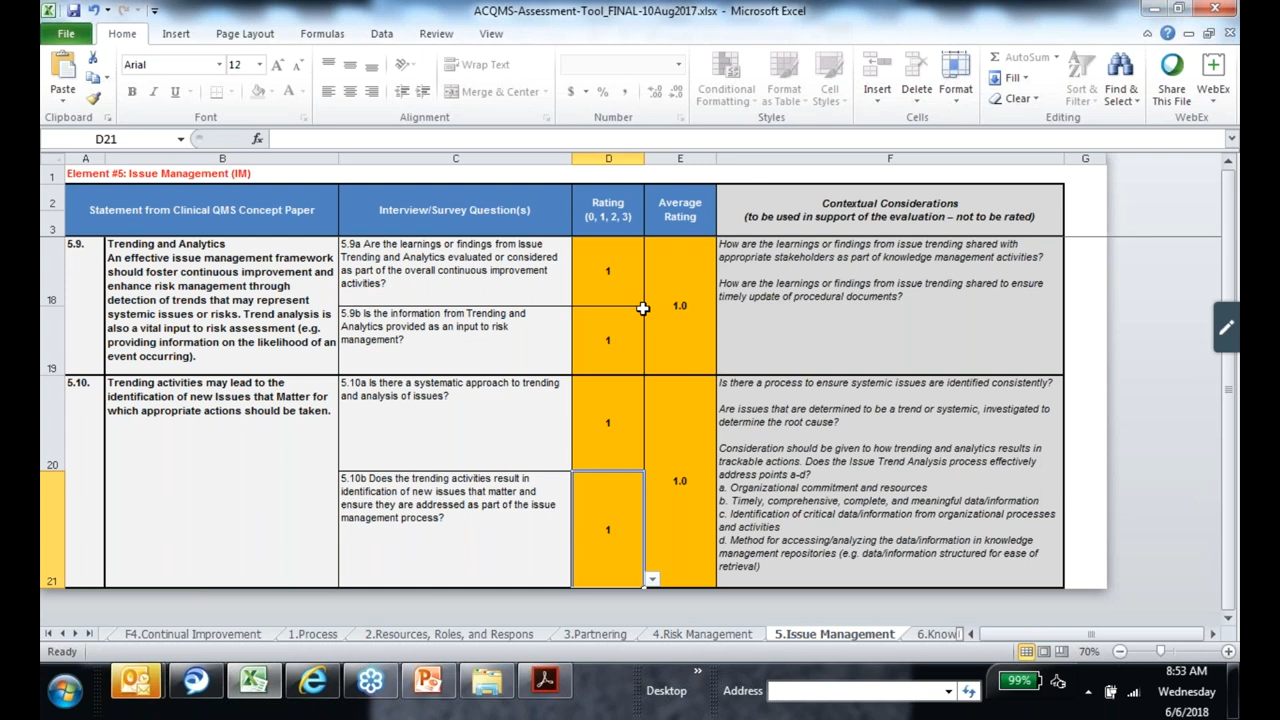 ACQMS-Assessment-Tool_FINAL-10Aug2017.xlsx - Microsoft Excel
File Home Insert Page Layout Formulas Data Review View
Arial 12 Wrap Text AutoSum
Paste B I U Merge & Center $ % , Conditional Formatting Format as Table Cell Styles Insert Delete Format Fill Clear Sort & Filter Find & Select Share This File WebEx
Clipboard Font Alignment Number Styles Cells Editing WebEx
D21 fx
A B C D E F G
1 Element #5: Issue Management (IM)
2 3
Statement from Clinical QMS Concept Paper
Interview/Survey Question(s)
Rating
(0, 1, 2, 3)
Average
Rating
Contextual Considerations
(to be used in support of the evaluation – not to be rated)
18 19
5.9.
Trending and Analytics
An effective issue management framework
should foster continuous improvement and
enhance risk management through
detection of trends that may represent
systemic issues or risks. Trend analysis is
also a vital input to risk assessment (e.g.
providing information on the likelihood of an
event occurring).
5.9a Are the learnings or findings from Issue
Trending and Analytics evaluated or considered
as part of the overall continuous improvement
activities?
1
5.9b Is the information from Trending and
Analytics provided as an input to risk
management?
1
1.0
How are the learnings or findings from issue trending shared with
appropriate stakeholders as part of knowledge management activities?
How are the learnings or findings from issue trending shared to ensure
timely update of procedural documents?
20 21
5.10.
Trending activities may lead to the
identification of new Issues that Matter for
which appropriate actions should be taken.
5.10a Is there a systematic approach to trending
and analysis of issues?
1
5.10b Does the trending activities result in
identification of new issues that matter and
ensure they are addressed as part of the issue
management process?
1
1.0
Is there a process to ensure systemic issues are identified consistently?
Are issues that are determined to be a trend or systemic, investigated to
determine the root cause?
Consideration should be given to how trending and analytics results in
trackable actions. Does the Issue Trend Analysis process effectively
address points a-d?
a. Organizational commitment and resources
b. Timely, comprehensive, complete, and meaningful data/information
c. Identification of critical data/information from organizational processes
and activities
d. Method for accessing/analyzing the data/information in knowledge
management repositories (e.g. data/information structured for ease of
retrieval)
F4.Continual Improvement 1.Process 2.Resources, Roles, and Respons 3.Partnering 4.Risk Management 5.Issue Management 6.Know
Ready 70%
Desktop » Address 99%
8:53 AM
Wednesday
6/6/2018